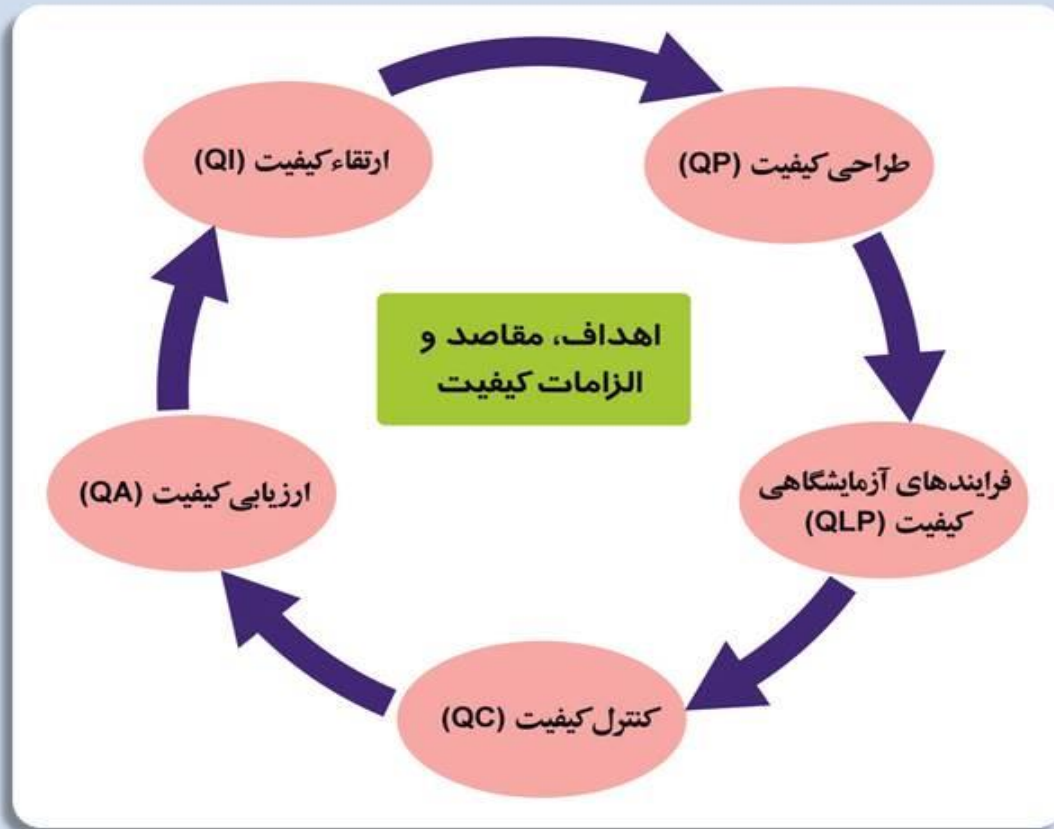 ارتقاء کیفیت (QI)
طراحی کیفیت (QP)
اهداف، مقاصد و
الزامات کیفیت
فرایندهای آزمایشگاهی
کیفیت (QLP)
ارزیابی کیفیت (QA)
کنترل کیفیت (QC)